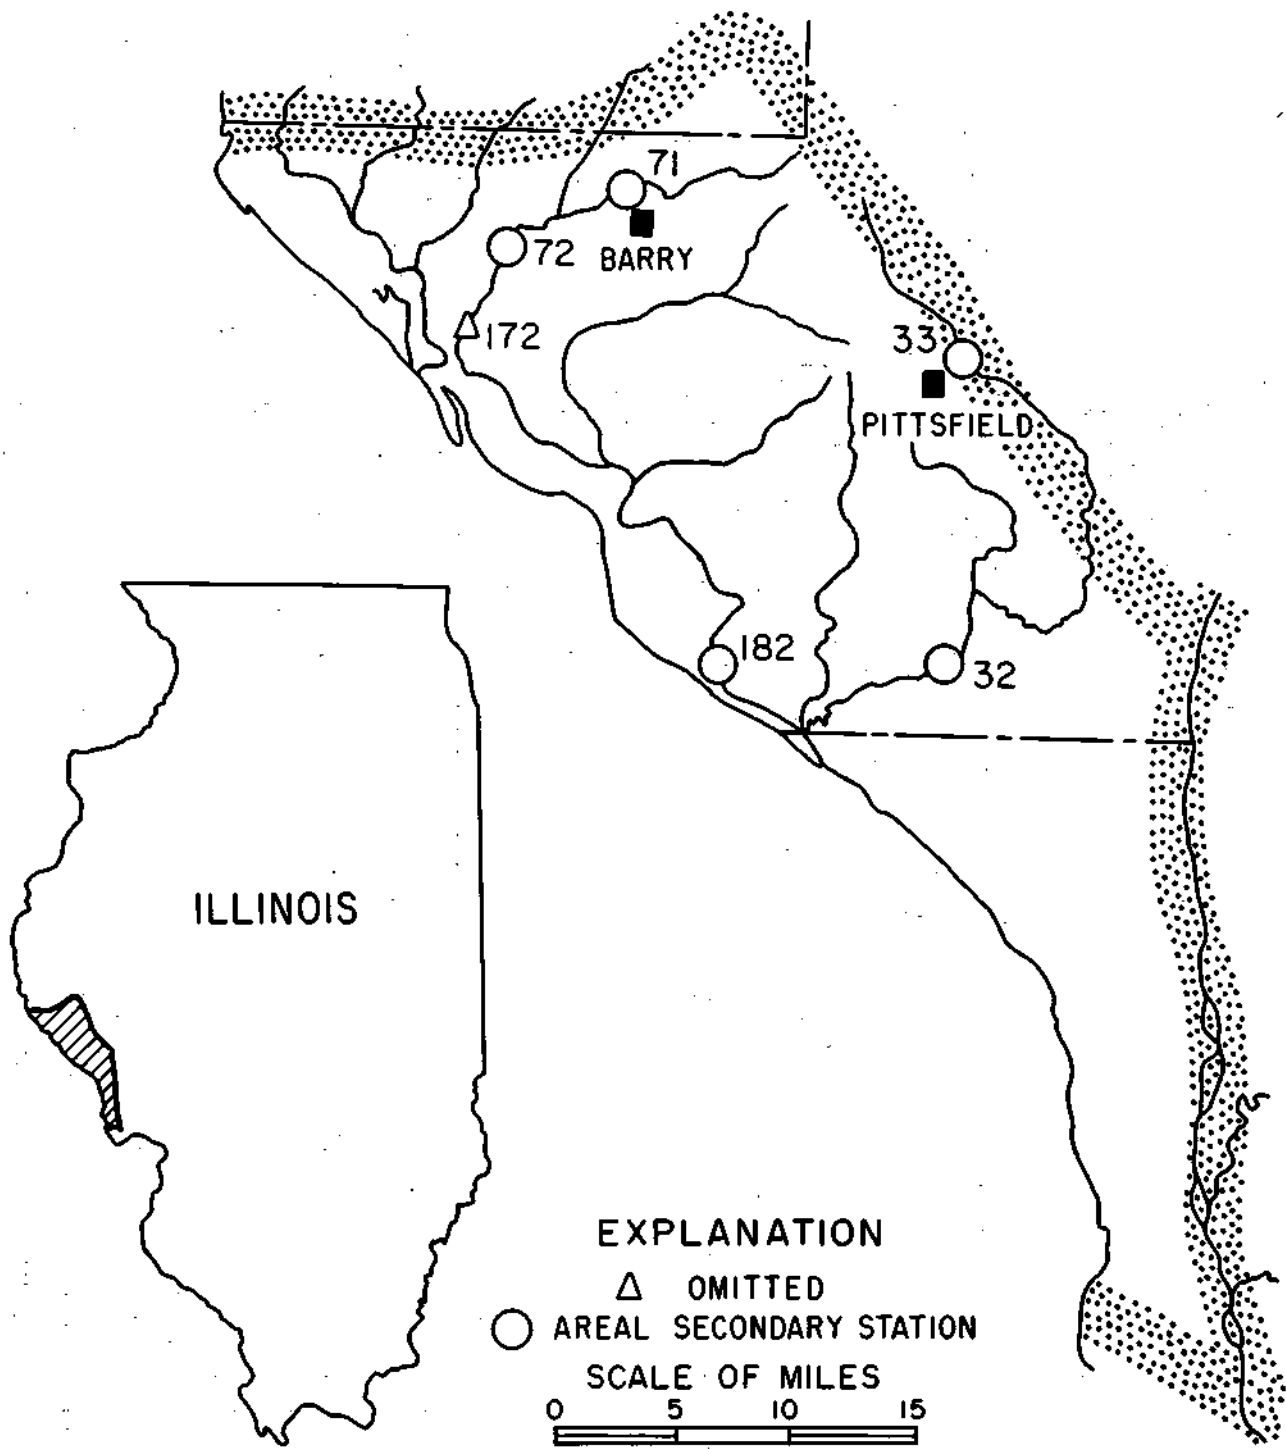 71
72
BARRY
172
33
PITTSFIELD
182
32
ILLINOIS
EXPLANATION
OMITTED
AREAL SECONDARY STATION
SCALE OF MILES
0 5 10 15